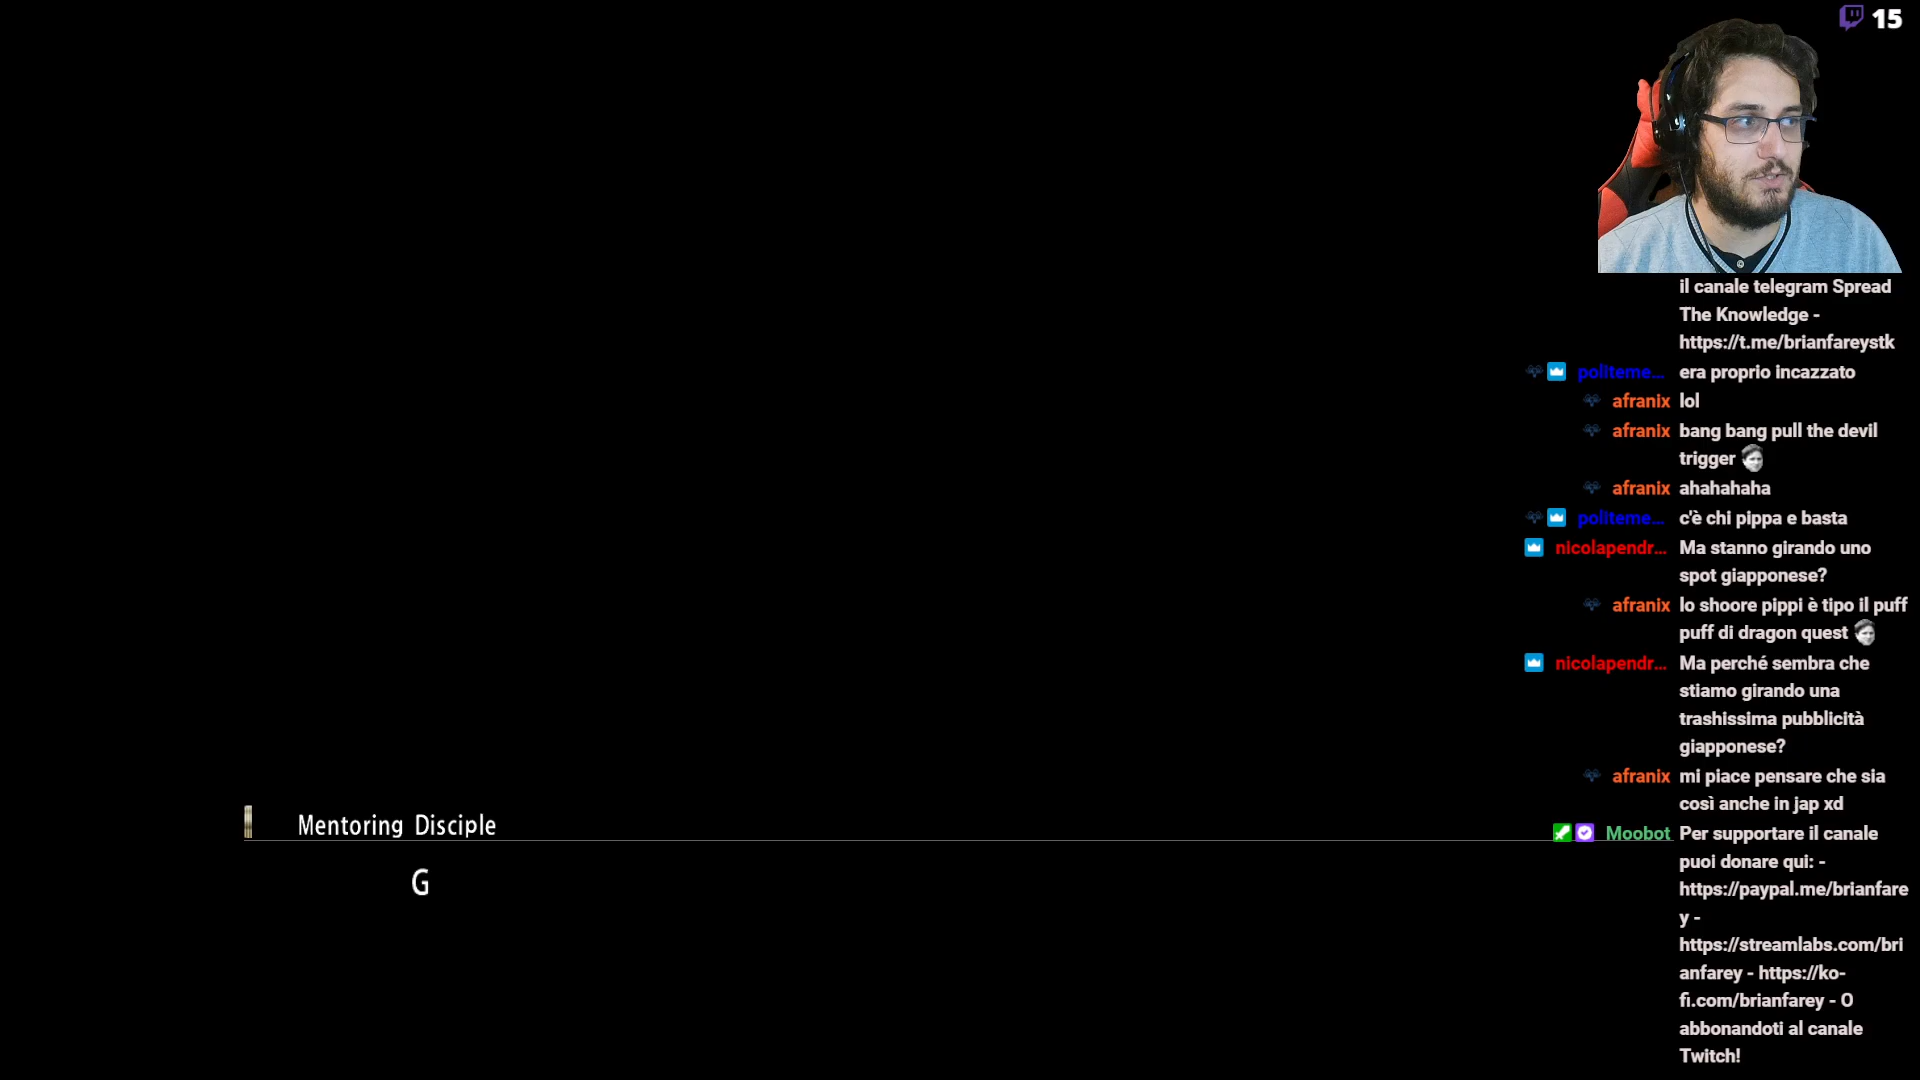 15
il canale telegram Spread
The Knowledge -
https://t.me/brianfareystk
politeme... era proprio incazzato
afranix lol
afranix bang bang pull the devil
trigger
afranix ahahahaha
politeme... c'è chi pippa e basta
nicolapendr... Ma stanno girando uno
spot giapponese?
afranix lo shoore pippi è tipo il puff
puff di dragon quest
nicolapendr... Ma perché sembra che
stiamo girando una
trashissima pubblicità
giapponese?
afranix mi piace pensare che sia
così anche in jap xd
Mentoring Disciple
G
Moobot Per supportare il canale
puoi donare qui: -
https://paypal.me/brianfare
y -
https://streamlabs.com/bri
anfarey - https://ko-
fi.com/brianfarey - O
abbonandoti al canale
Twitch!